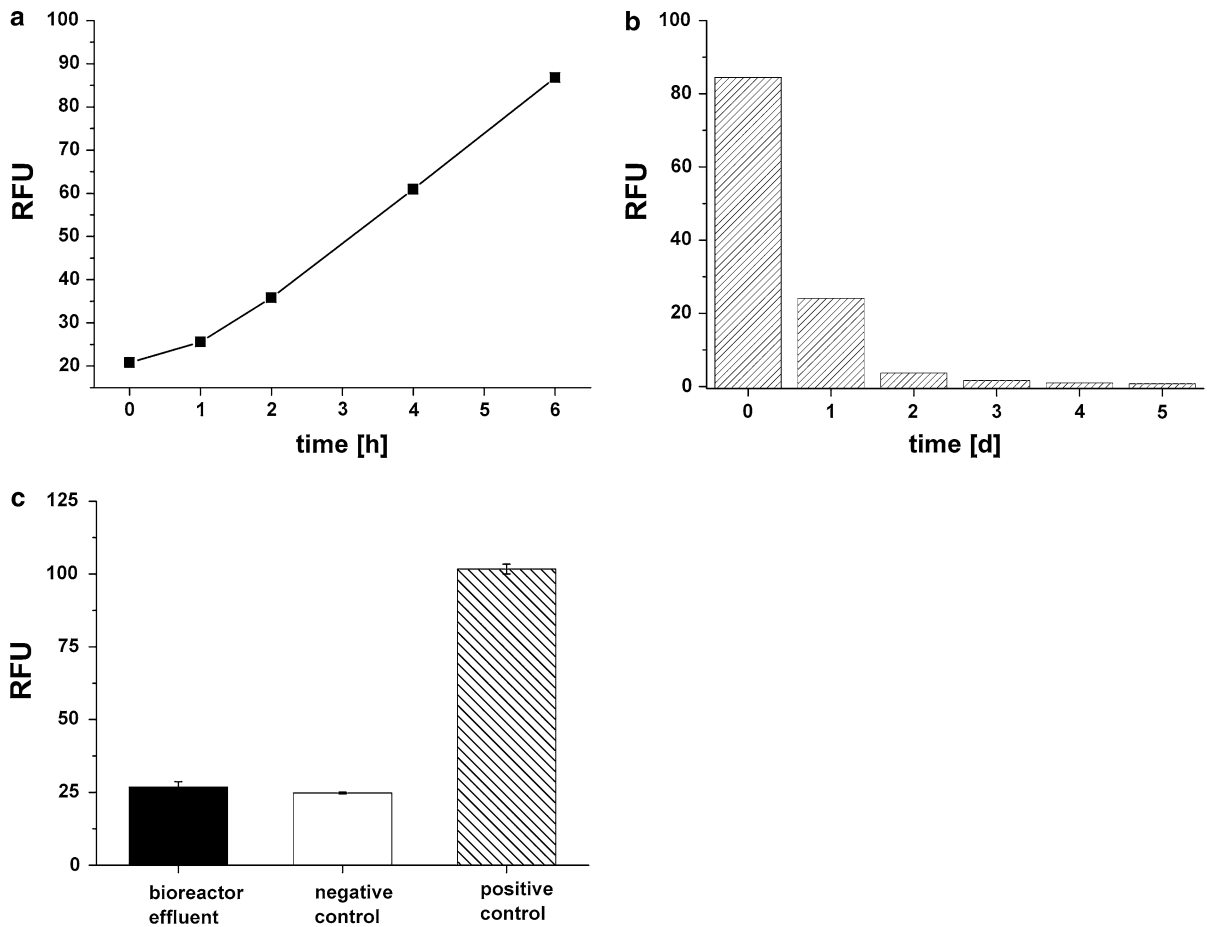 a
100
90
80
70
60
50
40
30
20
RFU
0 1 2 3 4 5 6
time [h]
b
100
80
60
40
20
0
RFU
0 1 2 3 4 5
time [d]
c
125
100
75
50
25
0
RFU
bioreactor
effluent
negative
control
positive
control